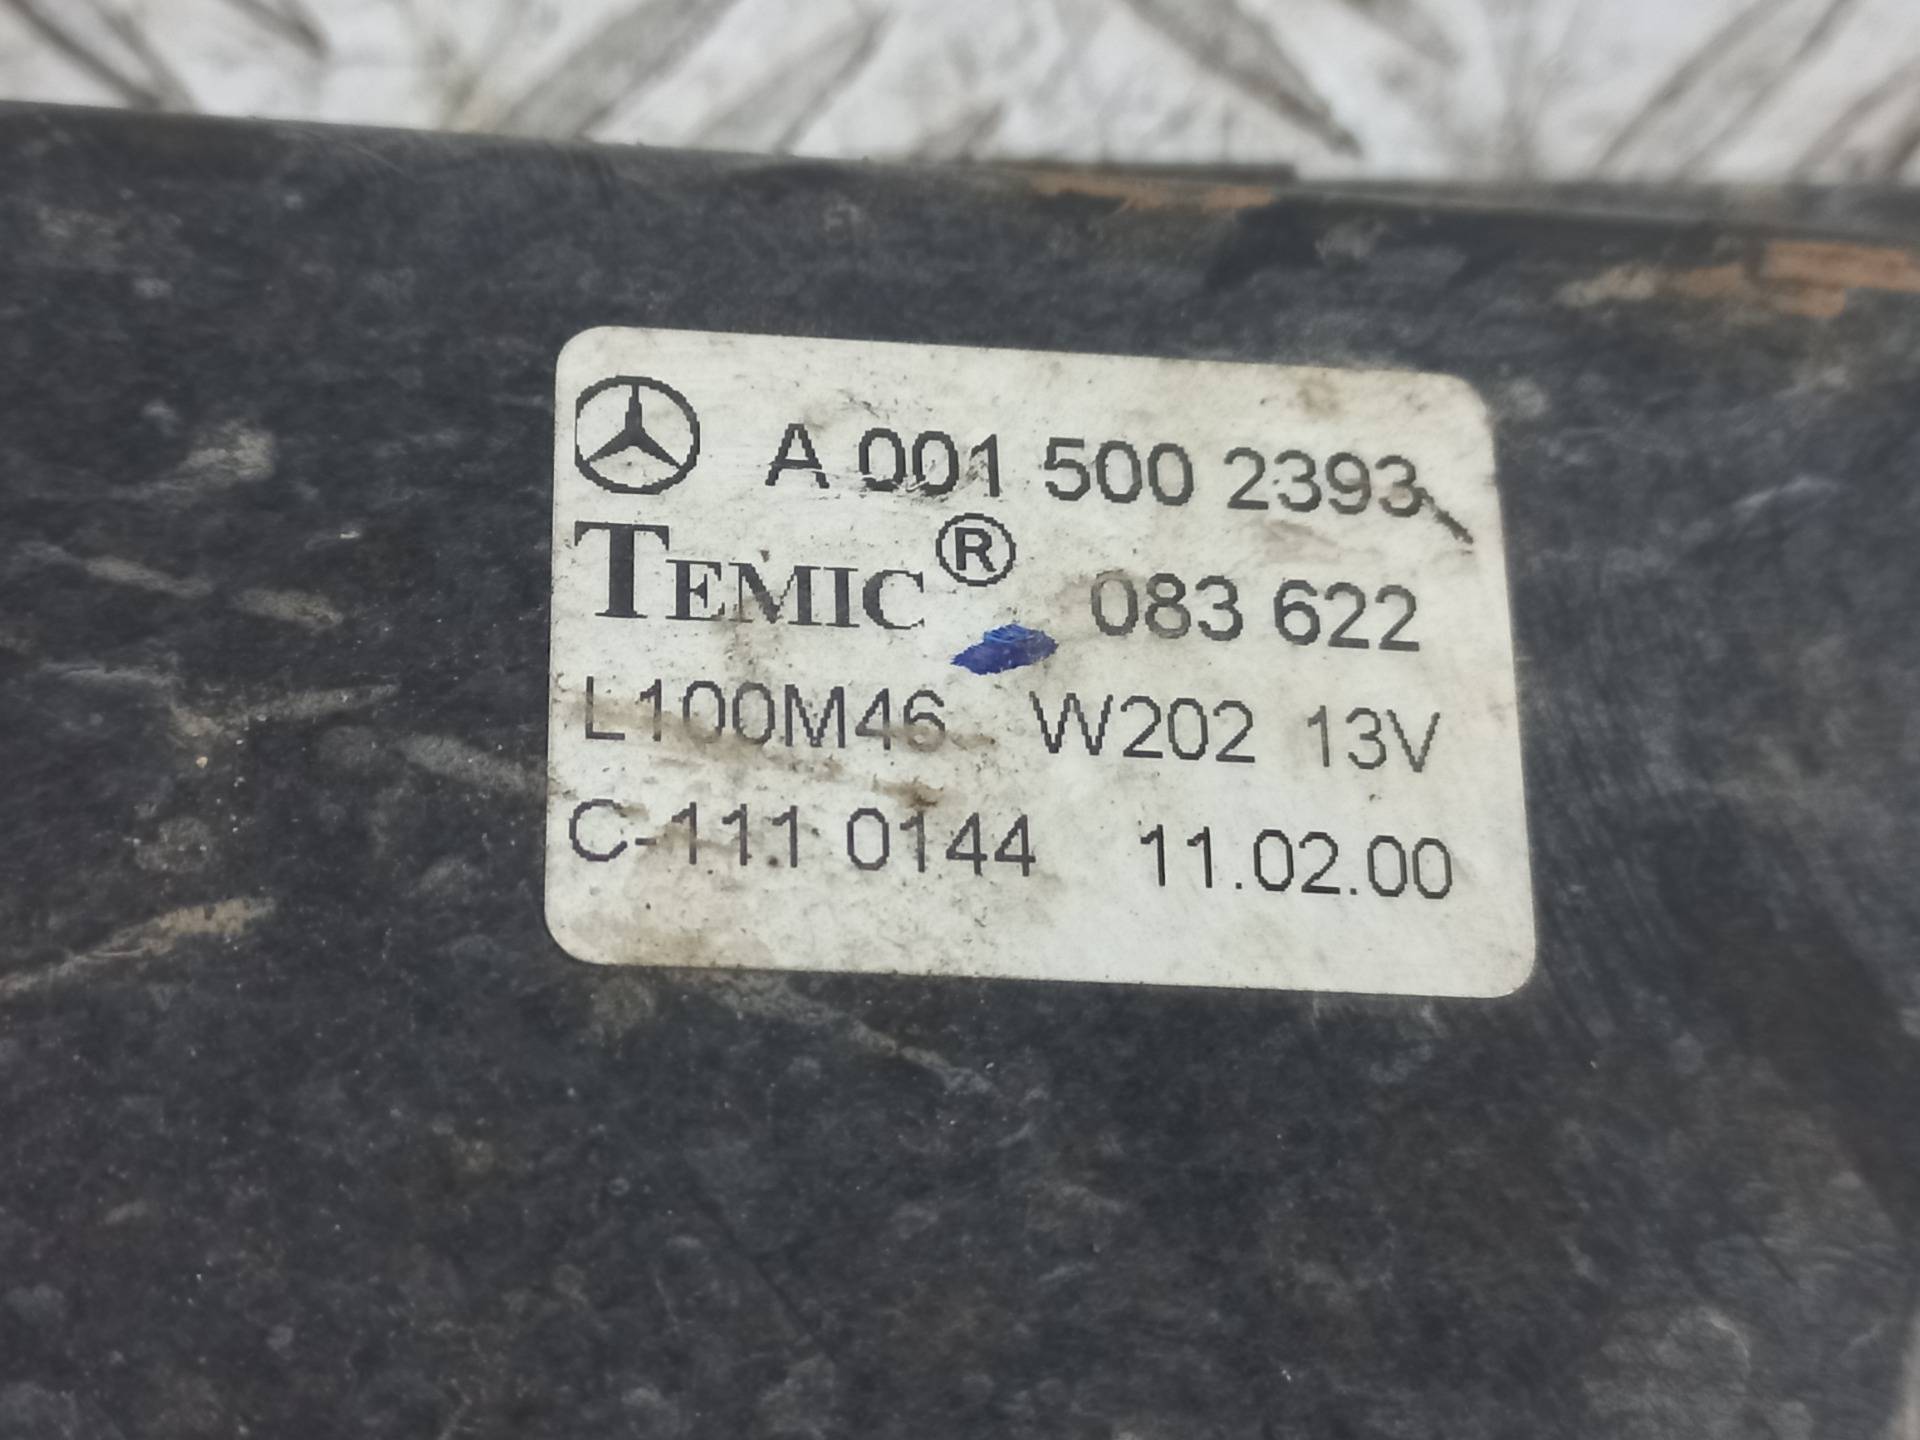 A 001 500 2393
TEMIC® 083 622
L100M46 W202 13V
C-111 0144 11.02.00